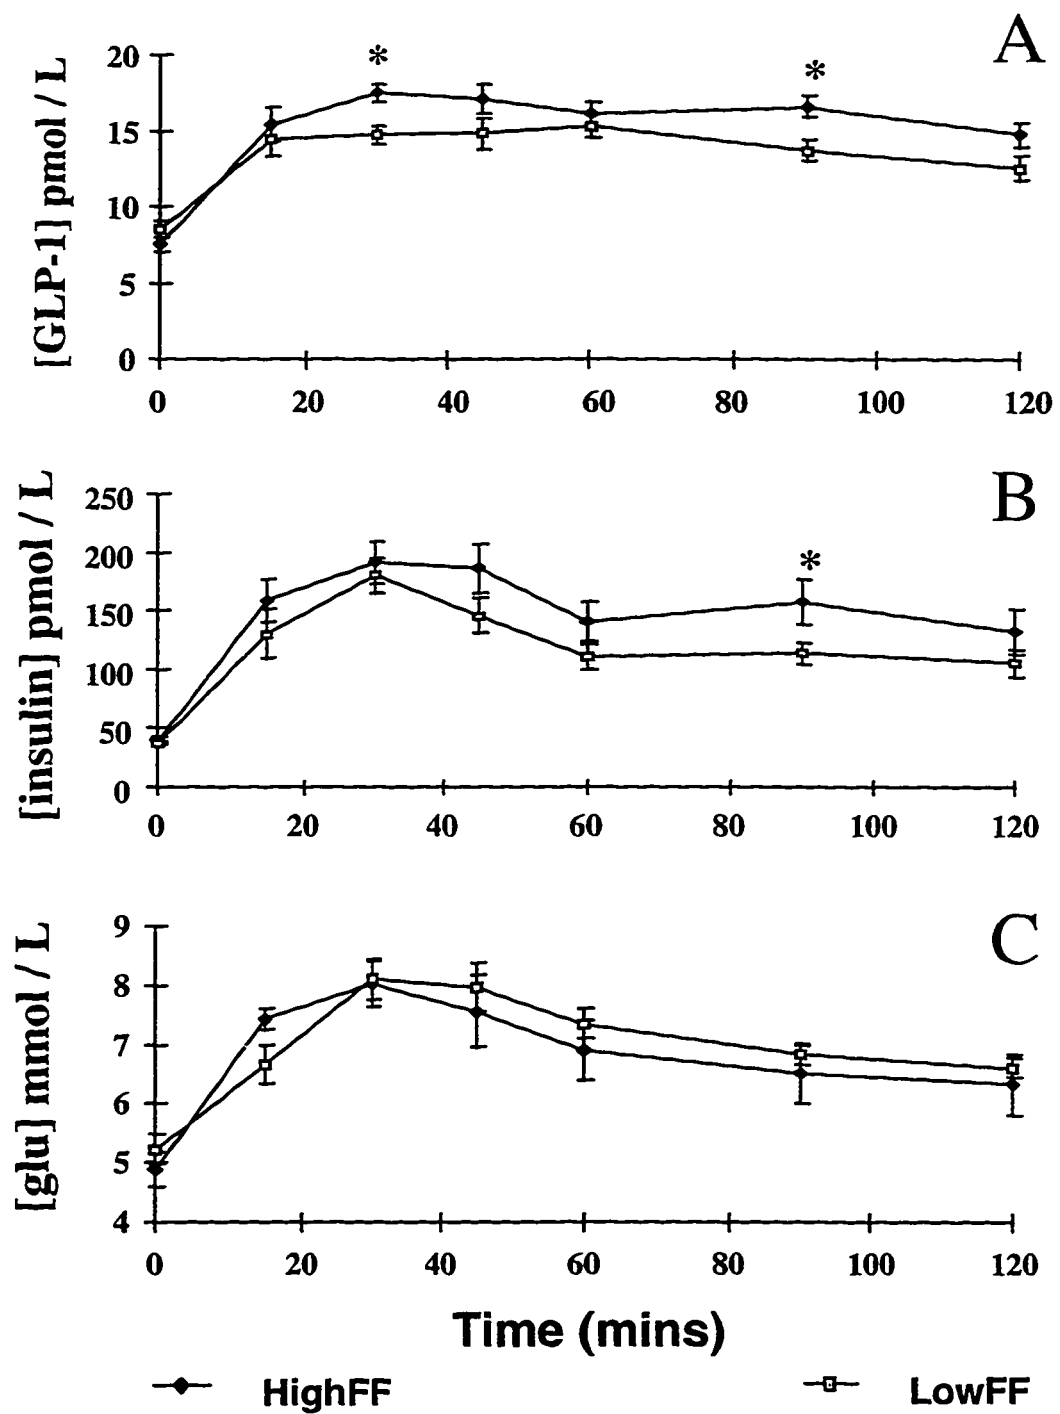 A
[GLP-1] pmol / L
20
15
10
5
0
* *
0 20 40 60 80 100 120
B
[insulin] pmol / L
250
200
150
100
50
0
*
0 20 40 60 80 100 120
C
[glu] mmol / L
9
8
7
6
5
4
0 20 40 60 80 100 120
Time (mins)
HighFF LowFF